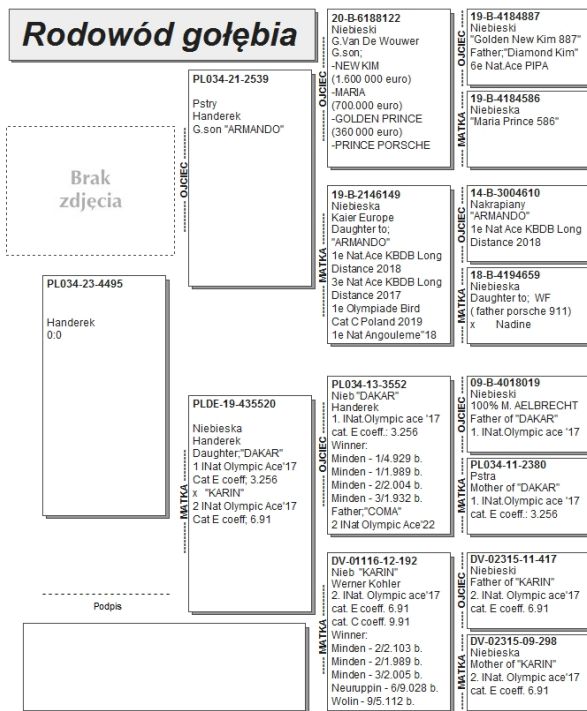 Rodowód gołębia
Brak
zdjęcia
PL034-23-4495
Handerek
0:0
Podpis
OJCIEC
PL034-21-2539
Pstry
Handerek
G.son "ARMANDO"
MATKA
PLDE-19-435520
Niebieska
Handerek
Daughter;"DAKAR"
1 INat Olympic Ace'17
Cat E coeff; 3.256
x "KARIN"
2 INat Olympic Ace'17
Cat E coeff; 6.91
OJCIEC
20-B-6188122
Niebieski
G.Van De Wouwer
G.son;
-NEW KIM
(1.600 000 euro)
-MARIA
(700.000 euro)
-GOLDEN PRINCE
(360 000 euro)
-PRINCE PORSCHE
MATKA
19-B-2146149
Niebieska
Kaier Europe
Daughter to;
"ARMANDO"
1e Nat.Ace KBDB Long
Distance 2018
3e Nat Ace KBDB Long
Distance 2017
1e Olympiade Bird
Cat C Poland 2019
1e Nat Angouleme"18
OJCIEC
PL034-13-3552
Nieb "DAKAR"
Handerek
1. INat.Olympic ace '17
cat. E coeff.: 3.256
Winner:
Minden - 1/4.929 b.
Minden - 1/1.989 b.
Minden - 2/2.004 b.
Minden - 3/1.932 b.
Father;"COMA"
2 INat Olympic Ace'22
MATKA
DV-01116-12-192
Nieb "KARIN"
Werner Kohler
2. INat. Olympic ace'17
cat. E coeff. 6.91
cat. C coeff. 9.91
Winner:
Minden - 2/2.103 b.
Minden - 2/1.989 b.
Minden - 3/2.005 b.
Neuruppin - 6/9.028 b.
Wolin - 9/5.112 b.
OJCIEC
19-B-4184887
Niebieski
"Golden New Kim 887"
Father;"Diamond Kim"
6e Nat.Ace PIPA
MATKA
19-B-4184586
Niebieska
"Maria Prince 586"
OJCIEC
14-B-3004610
Nakrapiany
"ARMANDO"
1e Nat Ace KBDB Long
Distance 2018
MATKA
18-B-4194659
Niebieska
Daughter to; WF
( father porsche 911)
x Nadine
OJCIEC
09-B-4018019
Niebieski
100% M. AELBRECHT
Father of "DAKAR"
1. INat.Olympic ace '17
MATKA
PL034-11-2380
Pstra
Mother of "DAKAR"
1. INat.Olympic ace '17
cat. E coeff.: 3.256
OJCIEC
DV-02315-11-417
Niebieski
Father of "KARIN"
2. INat. Olympic ace'17
cat. E coeff. 6.91
MATKA
DV-02315-09-298
Niebieska
Mother of "KARIN"
2. INat. Olympic ace'17
cat. E coeff. 6.91